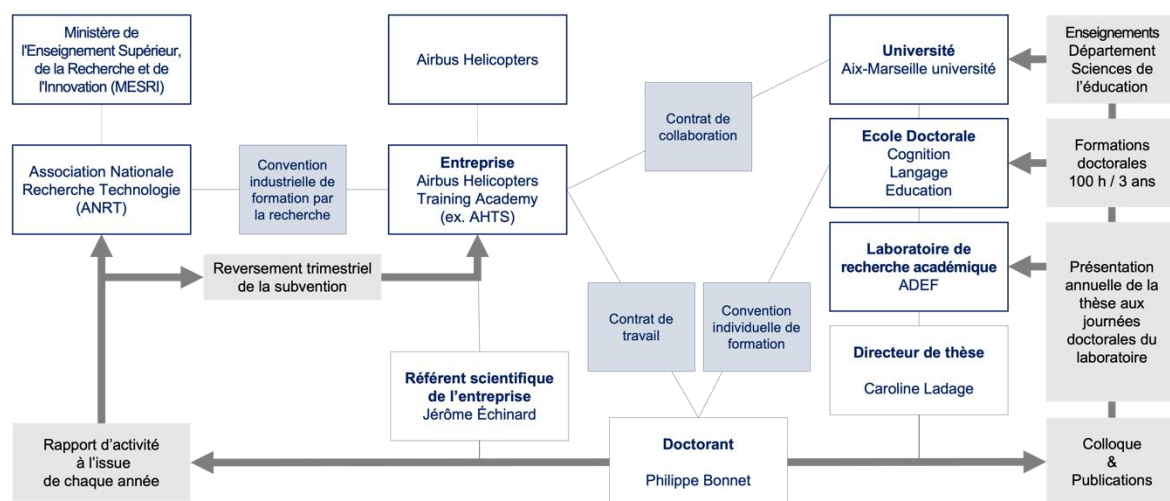 Ministère de
l'Enseignement Supérieur,
de la Recherche et de
l'Innovation (MESRI)
Airbus Helicopters
Université
Aix-Marseille université
Enseignements
Département
Sciences de
l’éducation
Contrat de
collaboration
Association Nationale
Recherche Technologie
(ANRT)
Convention
industrielle de
formation par
la recherche
Entreprise
Airbus Helicopters
Training Academy
(ex. AHTS)
Ecole Doctorale
Cognition
Langage
Education
Formations
doctorales
100 h / 3 ans
Reversement trimestriel
de la subvention
Laboratoire de
recherche académique
ADEF
Présentation
annuelle de la
thèse aux
journées
doctorales du
laboratoire
Contrat de
travail
Convention
individuelle de
formation
Référent scientifique
de l’entreprise
Jérôme Échinard
Directeur de thèse
Caroline Ladage
Rapport d’activité
à l’issue
de chaque année
Doctorant
Philippe Bonnet
Colloque
&
Publications